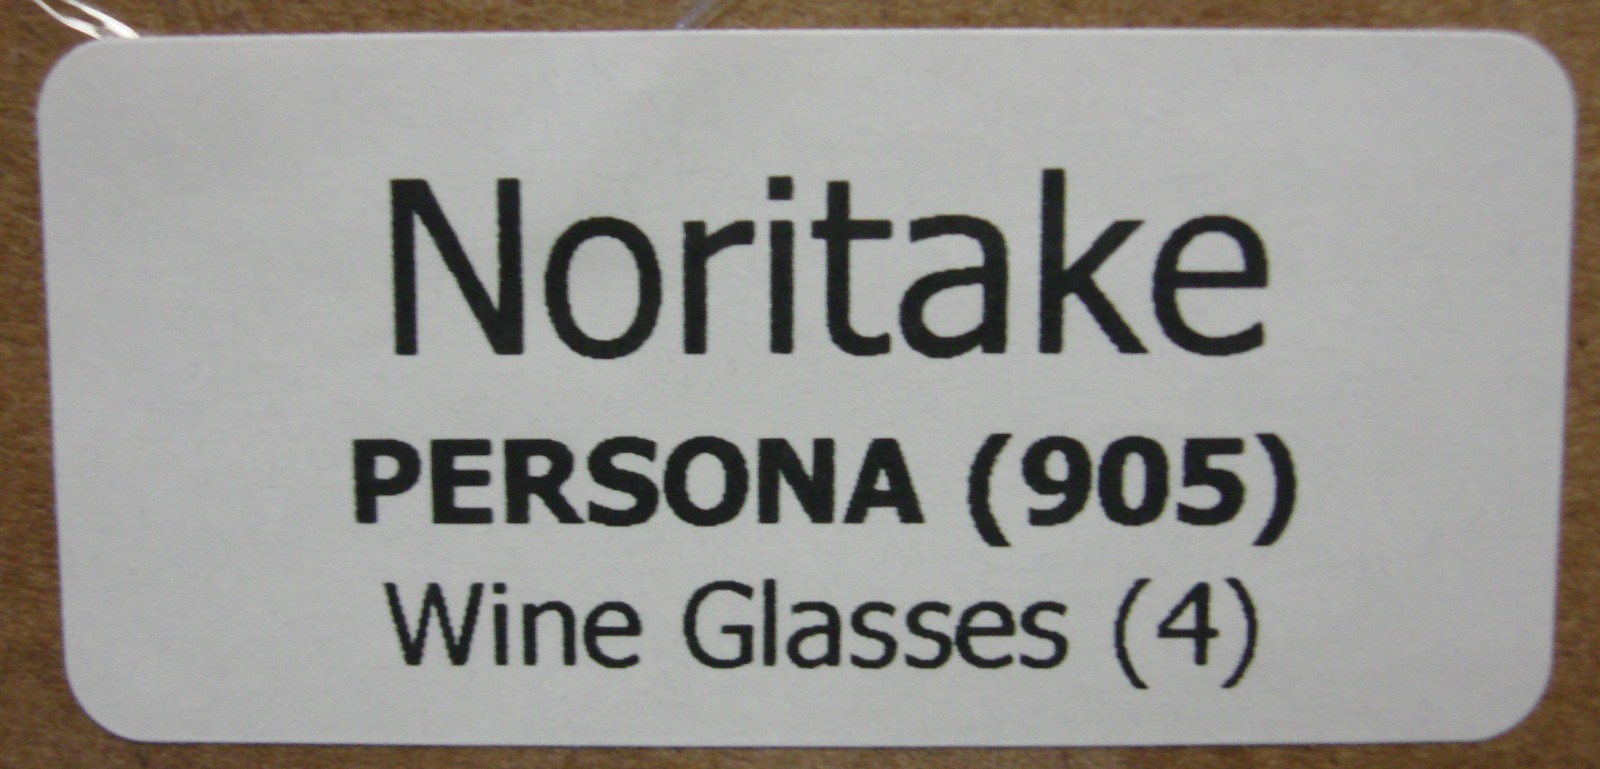 Noritake
PERSONA (905)
Wine Glasses (4)